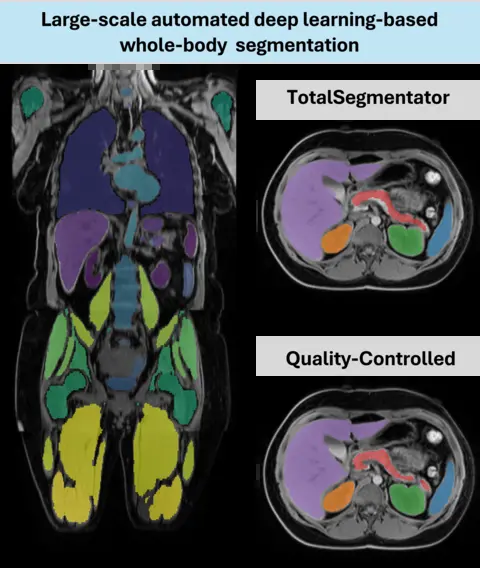 Large-scale automated deep learning-based
whole-body segmentation
TotalSegmentator
Quality-Controlled